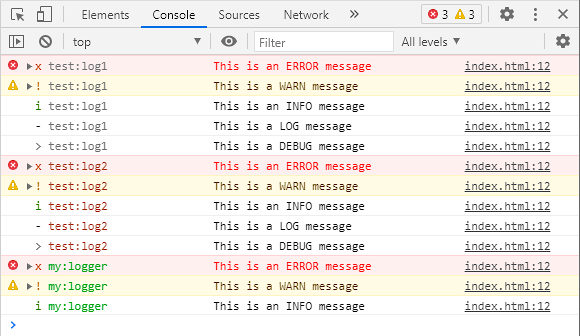 Elements Console Sources Network » 3 3
top Filter All levels
x test:log1 This is an ERROR message index.html:12
! test:log1 This is a WARN message index.html:12
i test:log1 This is an INFO message index.html:12
- test:log1 This is a LOG message index.html:12
> test:log1 This is a DEBUG message index.html:12
x test:log2 This is an ERROR message index.html:12
! test:log2 This is a WARN message index.html:12
i test:log2 This is an INFO message index.html:12
- test:log2 This is a LOG message index.html:12
> test:log2 This is a DEBUG message index.html:12
x my:logger This is an ERROR message index.html:12
! my:logger This is a WARN message index.html:12
i my:logger This is an INFO message index.html:12
>